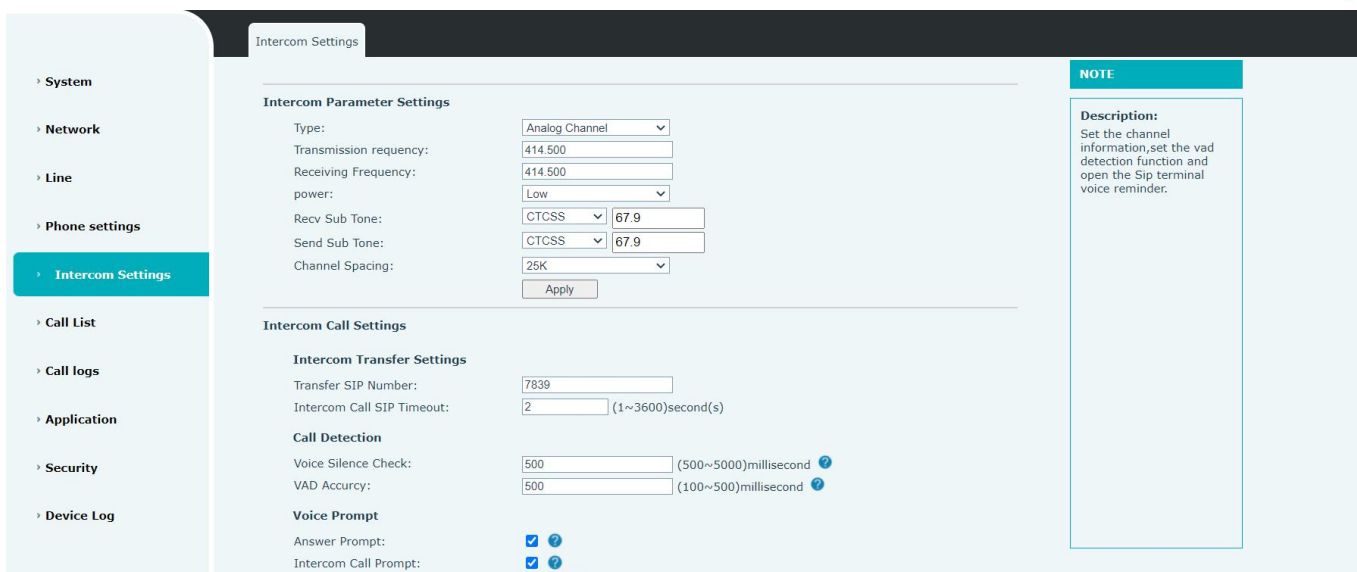 Intercom Settings
System
Network
Line
Phone settings
Intercom Settings
Call List
Call logs
Application
Security
Device Log
Intercom Parameter Settings
Type: Analog Channel
Transmission requency: 414.500
Receiving Frequency: 414.500
power: Low
Recv Sub Tone: CTCSS 67.9
Send Sub Tone: CTCSS 67.9
Channel Spacing: 25K
Apply
Intercom Call Settings
Intercom Transfer Settings
Transfer SIP Number: 7839
Intercom Call SIP Timeout: 2 (1~3600)second(s)
Call Detection
Voice Silence Check: 500 (500~5000)millisecond ?
VAD Accurcy: 500 (100~500)millisecond ?
Voice Prompt
Answer Prompt: ?
Intercom Call Prompt: ?
NOTE
Description:
Set the channel
information,set the vad
detection function and
open the Sip terminal
voice reminder.